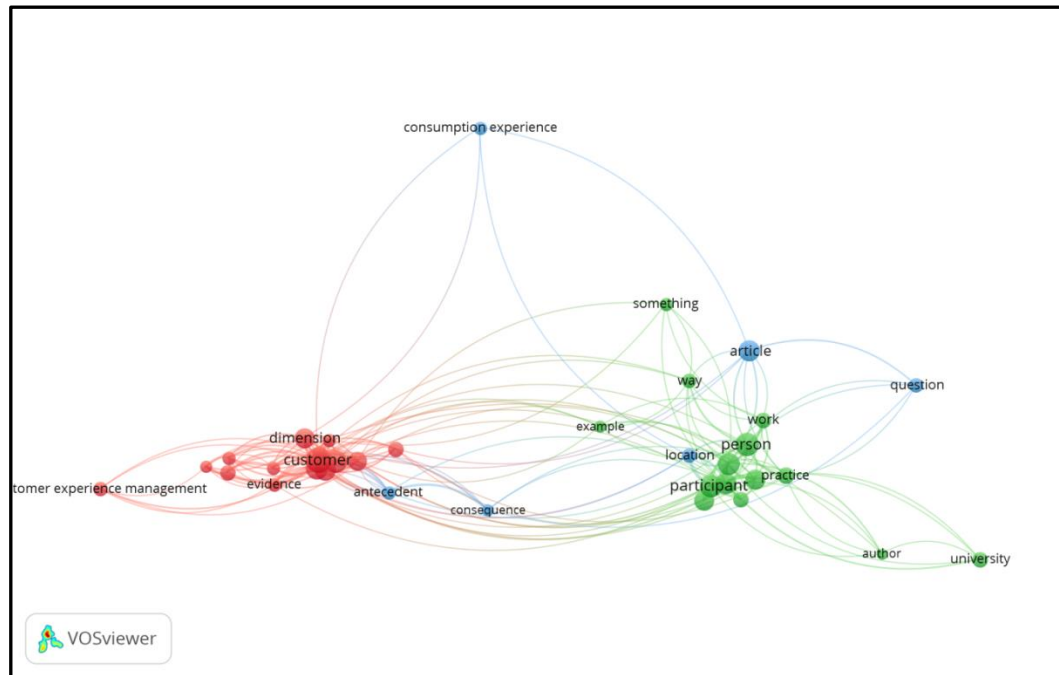 consumption experience
something
article
way
question
work
example
dimension
person
customer
location
practice
evidence
participant
tomer experience management
antecedent
consequence
author
university
VOSviewer